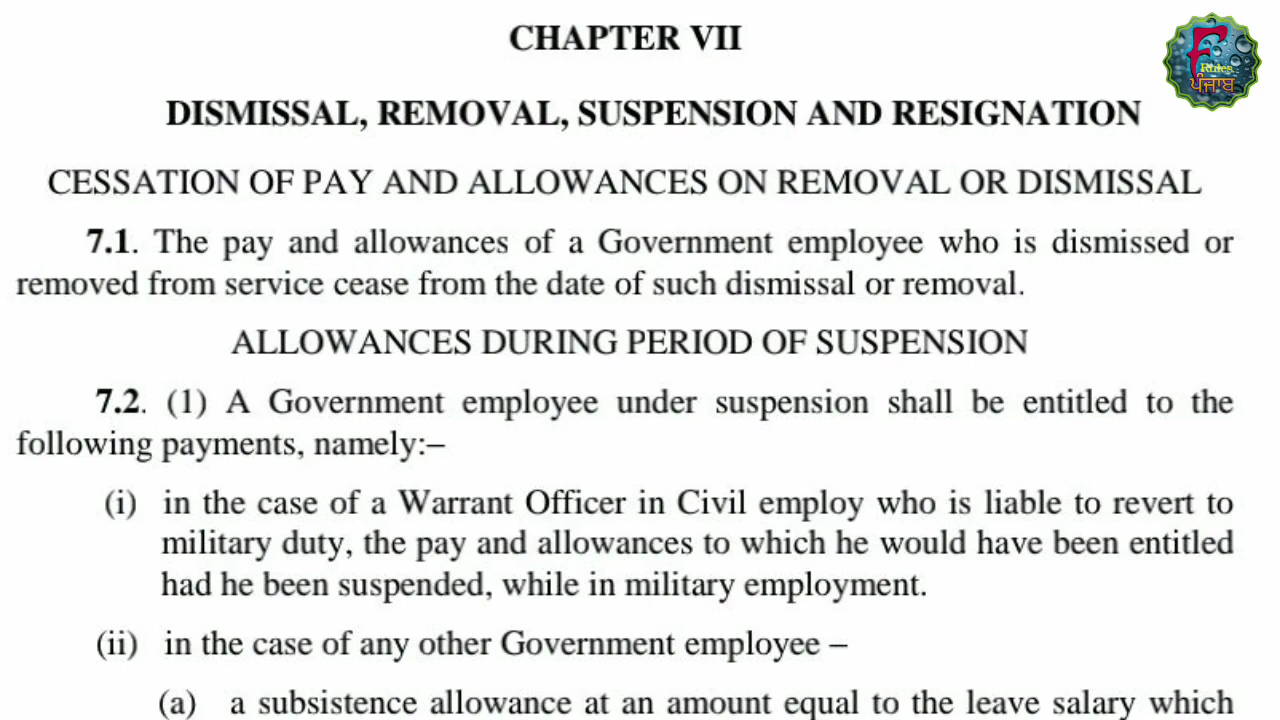 CHAPTER VII
F
Rules
ਪੰਜਾਬ
DISMISSAL, REMOVAL, SUSPENSION AND RESIGNATION
CESSATION OF PAY AND ALLOWANCES ON REMOVAL OR DISMISSAL
7.1. The pay and allowances of a Government employee who is dismissed or
removed from service cease from the date of such dismissal or removal.
ALLOWANCES DURING PERIOD OF SUSPENSION
7.2. (1) A Government employee under suspension shall be entitled to the
following payments, namely:–
(i) in the case of a Warrant Officer in Civil employ who is liable to revert to
military duty, the pay and allowances to which he would have been entitled
had he been suspended, while in military employment.
(ii) in the case of any other Government employee –
(a) a subsistence allowance at an amount equal to the leave salary which